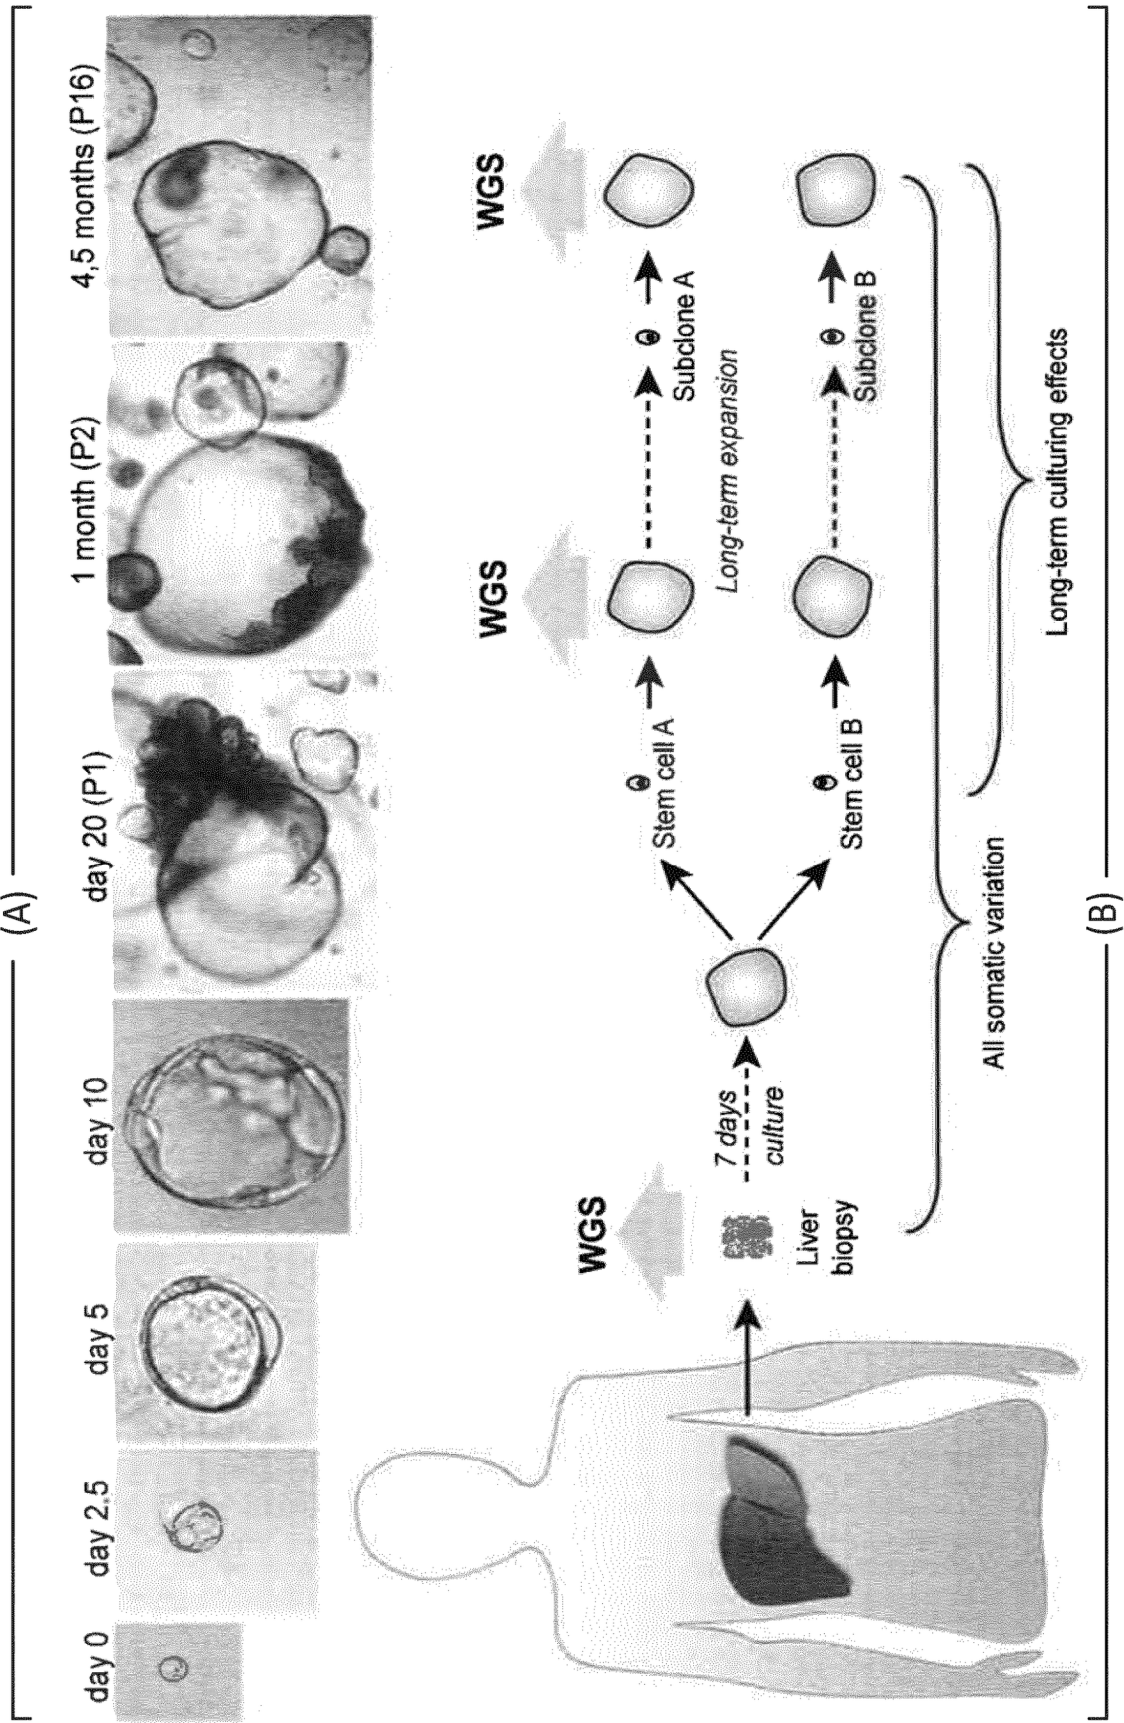 (A)
day 0
day 2.5
day 5
day 10
day 20 (P1)
1 month (P2)
4,5 months (P16)
WGS
WGS
WGS
Liver
biopsy
7 days
culture
Stem cell A
Stem cell B
Long-term expansion
Subclone A
Subclone B
All somatic variation
Long-term culturing effects
(B)